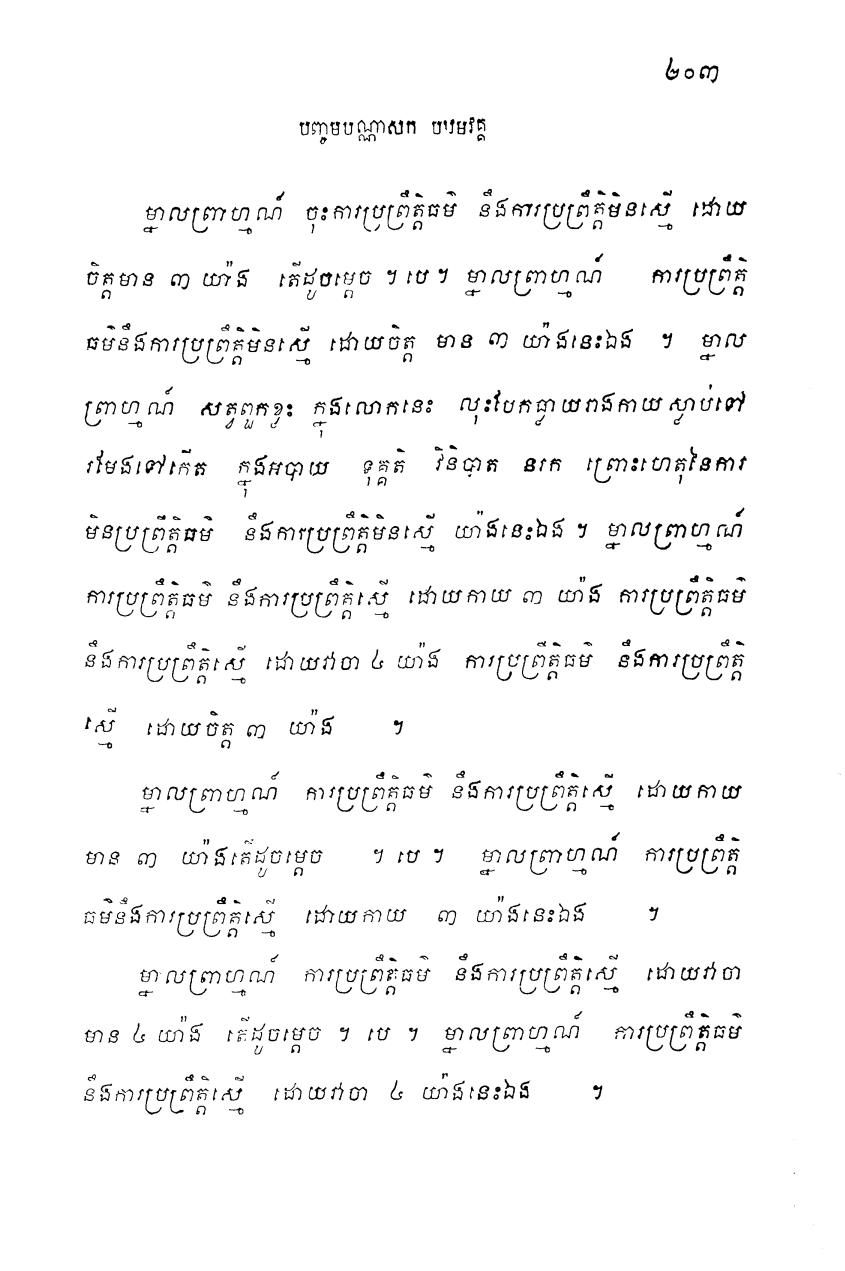 ២០៣
បញ្ចមបណ្ណាសក បឋមវគ្គ
ម្នាលព្រាហ្មណ៍ ចុះការប្រព្រឹត្តិធម៌ នឹងការប្រព្រឹត្តិមិនស្មើ ដោយ
ចិត្តមាន ៣ យ៉ាង តើដូចម្តេច ។ បេ ។ ម្នាលព្រាហ្មណ៍ ការប្រព្រឹត្តិ
ធម៌នឹងការប្រព្រឹត្តិមិនស្មើ ដោយចិត្ត មាន ៣ យ៉ាងនេះឯង ។ ម្នាល
ព្រាហ្មណ៍ សត្វពួកខ្លះ ក្នុងលោកនេះ លុះបែកធ្លាយរាងកាយស្លាប់ទៅ
រមែងទៅកើត ក្នុងអបាយ ទុគ្គតិ វិនិបាត នរក ព្រោះហេតុនៃការ
មិនប្រព្រឹត្តិធម៌ នឹងការប្រព្រឹត្តិមិនស្មើ យ៉ាងនេះឯង ។ ម្នាលព្រាហ្មណ៍
ការប្រព្រឹត្តិធម៌ នឹងការប្រព្រឹត្តិស្មើ ដោយកាយ ៣ យ៉ាង ការប្រព្រឹត្តិធម៌
នឹងការប្រព្រឹត្តិស្មើ ដោយវាចា ៤ យ៉ាង ការប្រព្រឹត្តិធម៌ នឹងការប្រព្រឹត្តិ
ស្មើ ដោយចិត្ត ៣ យ៉ាង ។
ម្នាលព្រាហ្មណ៍ ការប្រព្រឹត្តិធម៌ នឹងការប្រព្រឹត្តិស្មើ ដោយកាយ
មាន ៣ យ៉ាងតើដូចម្តេច ។ បេ ។ ម្នាលព្រាហ្មណ៍ ការប្រព្រឹត្តិ
ធម៌នឹងការប្រព្រឹត្តិស្មើ ដោយកាយ ៣ យ៉ាងនេះឯង ។
ម្នាលព្រាហ្មណ៍ ការប្រព្រឹត្តិធម៌ នឹងការប្រព្រឹត្តិស្មើ ដោយវាចា
មាន ៤ យ៉ាង តើដូចម្តេច ។ បេ ។ ម្នាលព្រាហ្មណ៍ ការប្រព្រឹត្តិធម៌
នឹងការប្រព្រឹត្តិស្មើ ដោយវាចា ៤ យ៉ាងនេះឯង ។